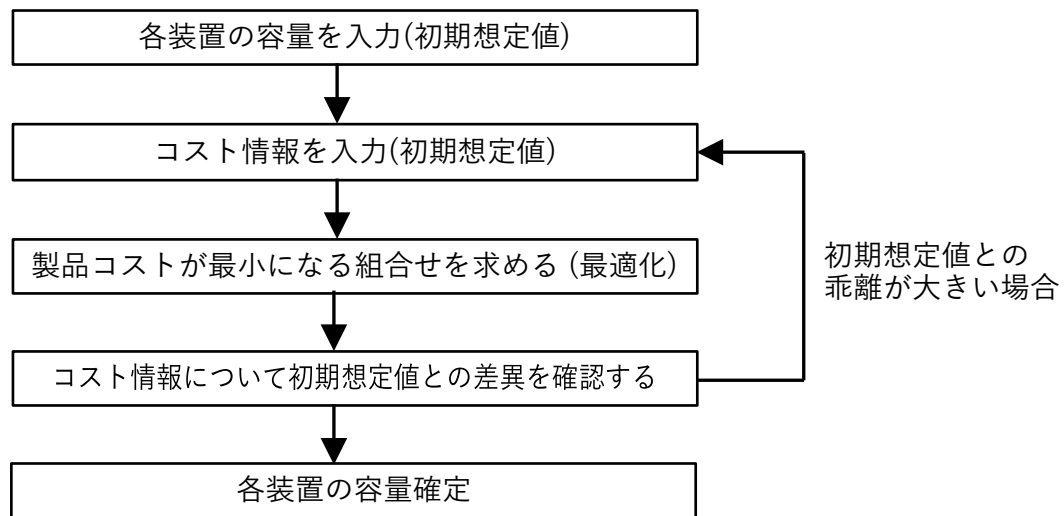 各装置の容量を入力(初期想定値)
コスト情報を入力(初期想定値)
製品コストが最小になる組合せを求める (最適化)
初期想定値との
乖離が大きい場合
コスト情報について初期想定値との差異を確認する
各装置の容量確定